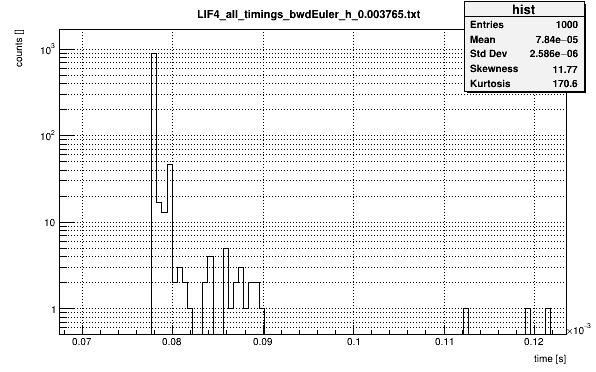 LIF4_all_timings_bwdEuler_h_0.003765.txt
hist
Entries 1000
Mean 7.84e−05
Std Dev 2.586e−06
Skewness 11.77
Kurtosis 170.6
counts []
10³
10²
10
1
0.07 0.08 0.09 0.1 0.11 0.12
×10⁻³
time [s]